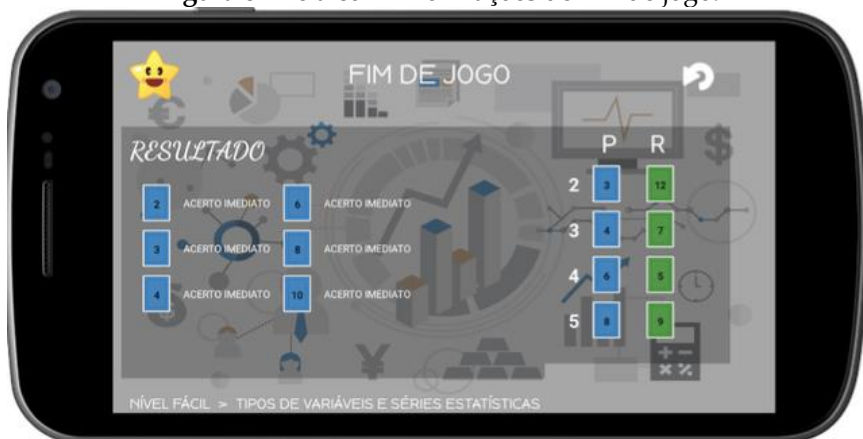 FIM DE JOGO
RESULTADO
P R
2 ACERTO IMEDIATO 6 ACERTO IMEDIATO
3 ACERTO IMEDIATO 8 ACERTO IMEDIATO
4 ACERTO IMEDIATO 10 ACERTO IMEDIATO
2 3 12
3 4 7
4 6 5
5 8 9
NÍVEL FÁCIL > TIPOS DE VARIÁVEIS E SÉRIES ESTATÍSTICAS